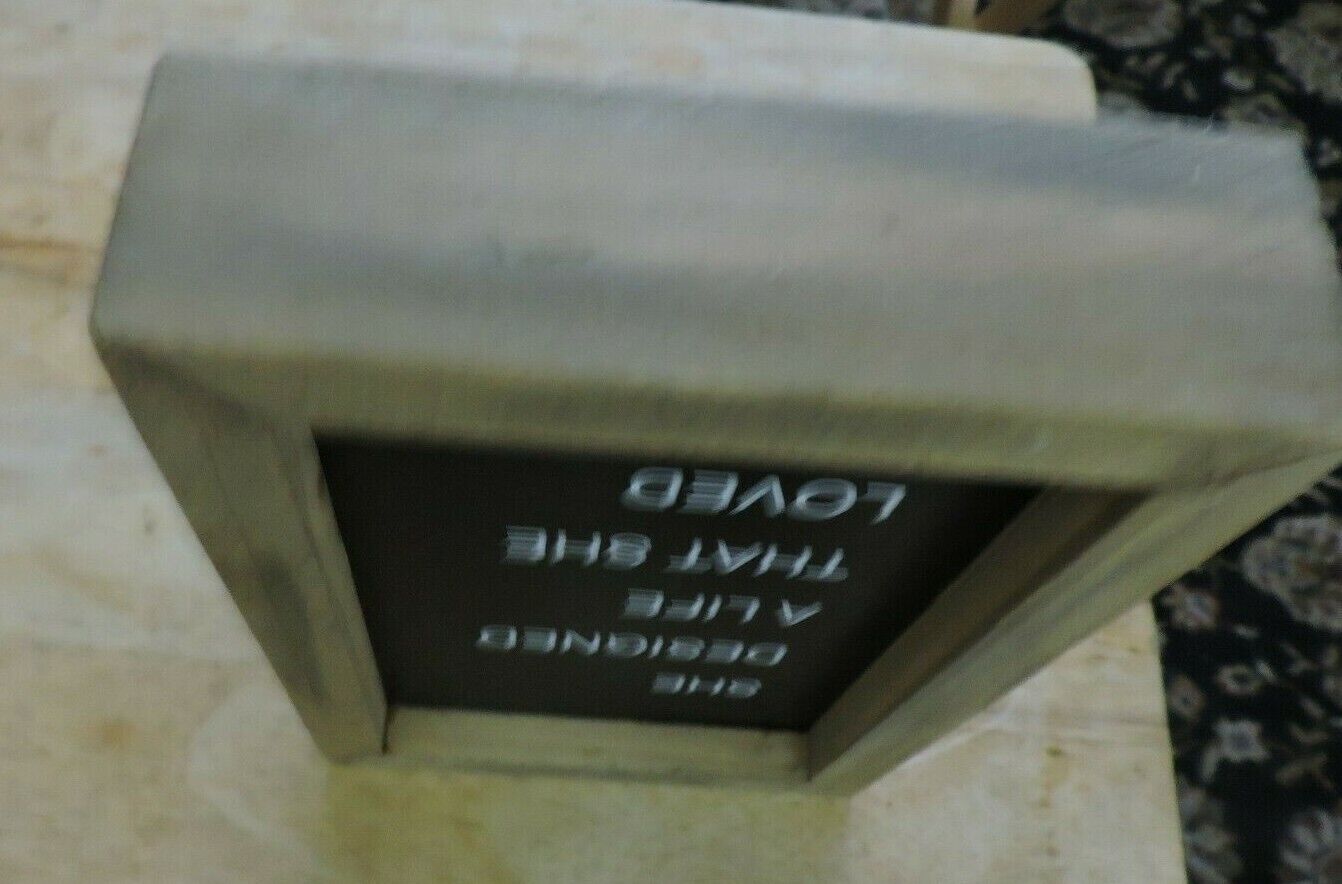 SHE
DESIGNED
A LIFE
THAT SHE
LOVED